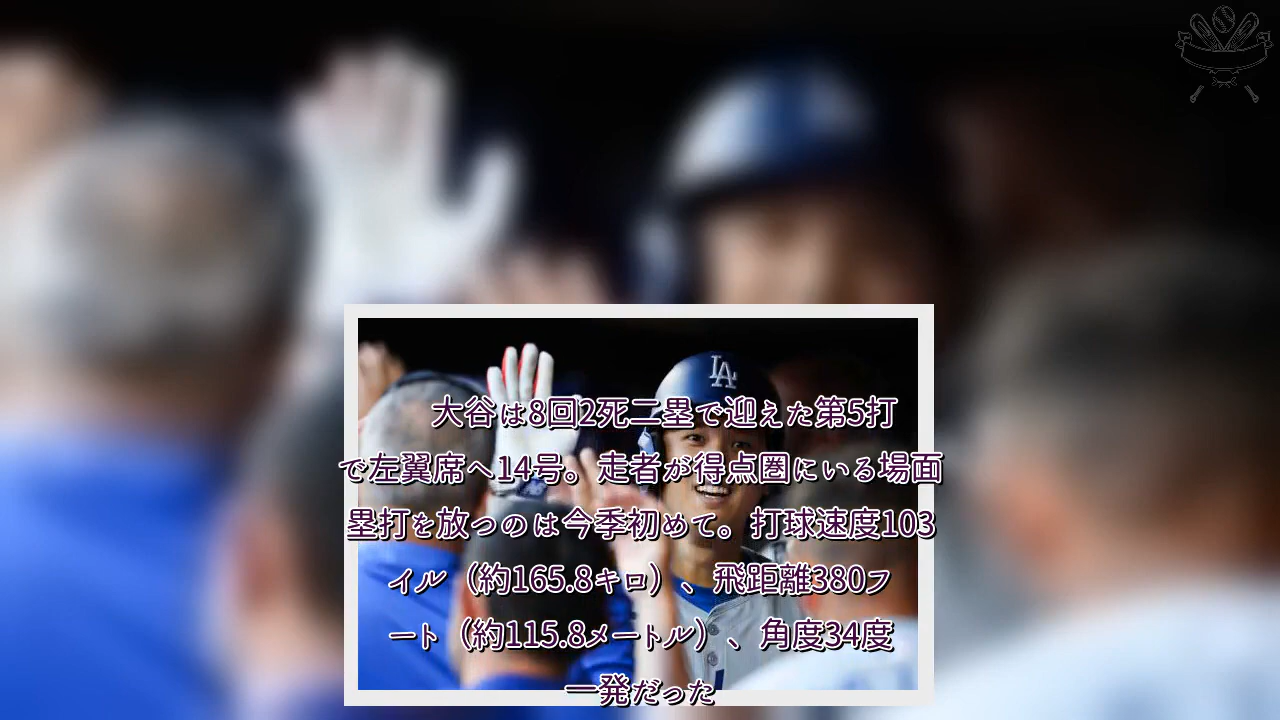 LA
大谷は8回2死二塁で迎えた第5打
で左翼席へ14号。走者が得点圏にいる場面
塁打を放つのは今季初めて。打球速度103
イル（約165.8キロ）、飛距離380フ
ート（約115.8メートル）、角度34度
一発だった